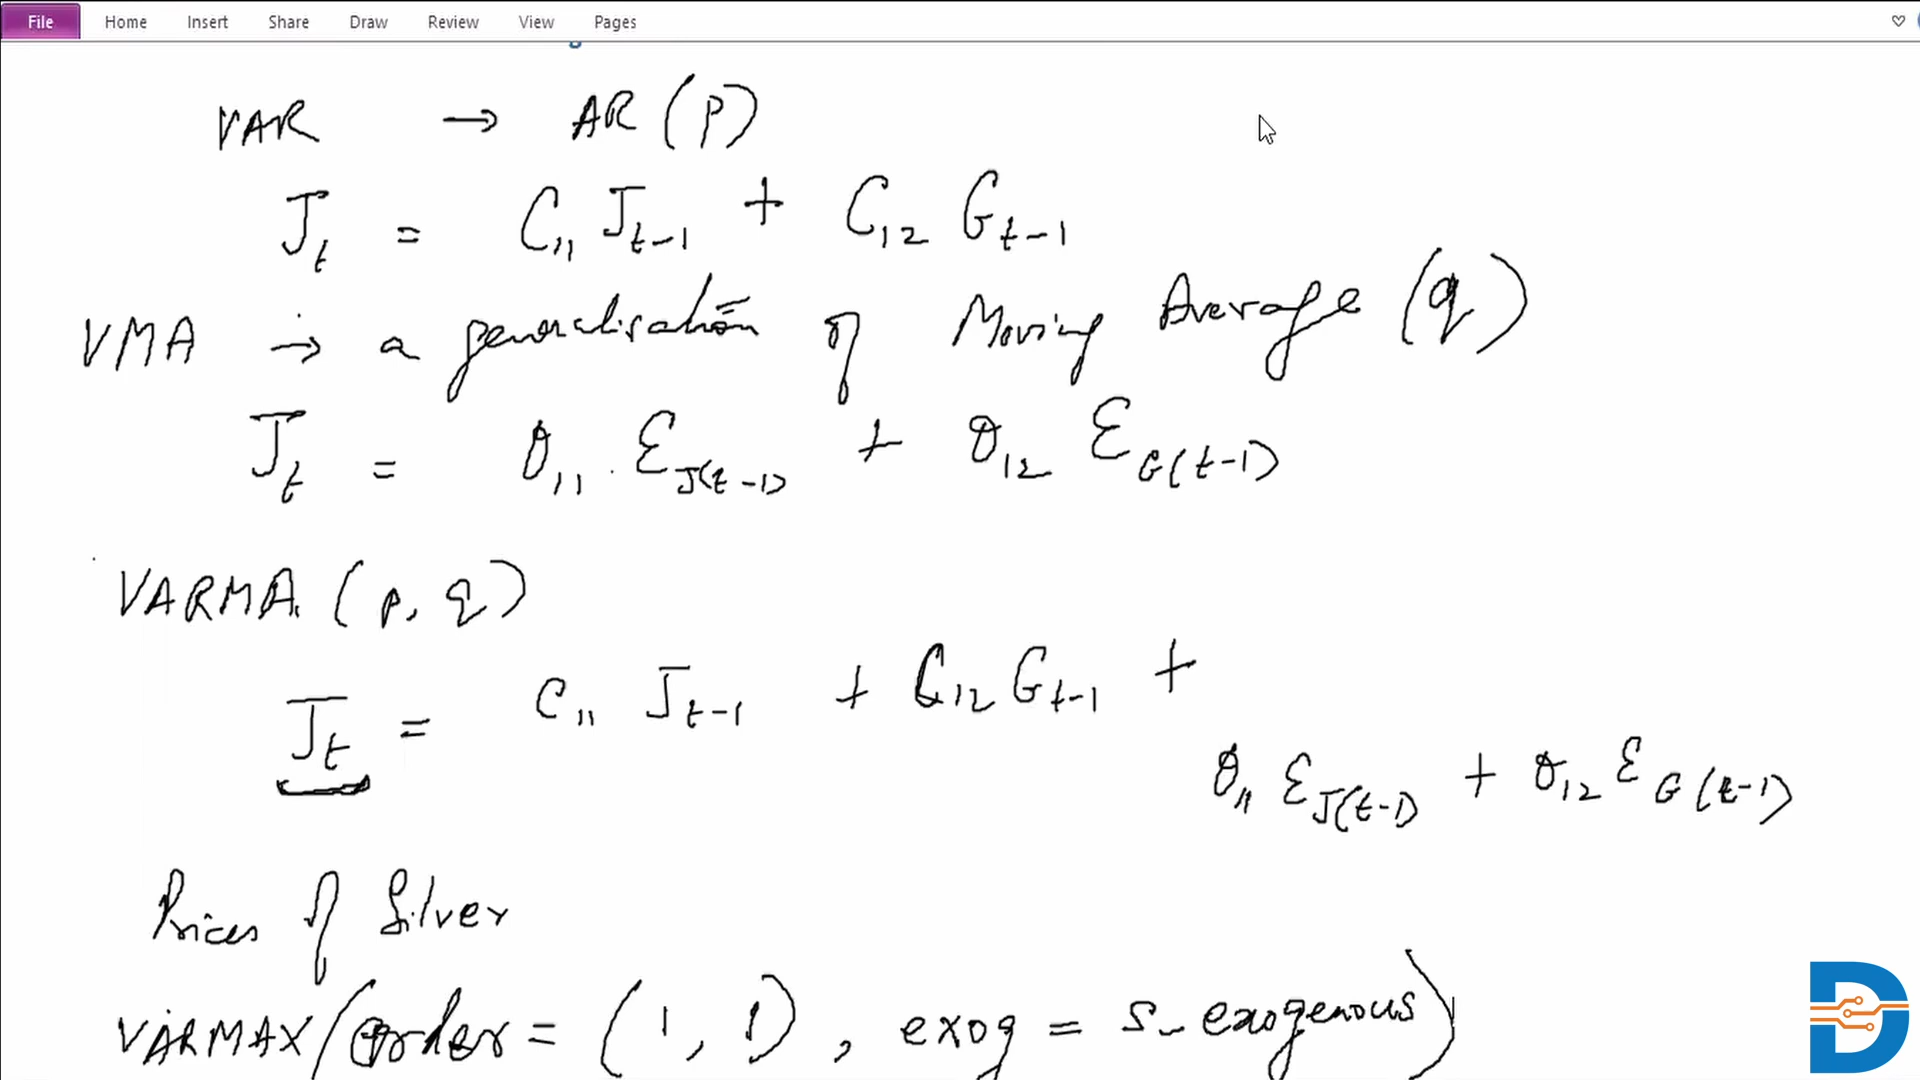 File Home Insert Share Draw Review View Pages
VAR → AR (p)
J_t = C_11 J_t-1 + C_12 G_t-1
VMA → a generalisation of Moving Average (q)
J_t = θ_11 . ε_J(t-1) + θ_12 ε_G(t-1)
VARMA (p, q)
J_t = C_11 J_t-1 + C_12 G_t-1 +
θ_11 ε_J(t-1) + θ_12 ε_G(t-1)
Prices of Silver
VARMAX (order = (1, 1), exog = s_exogenous)
D